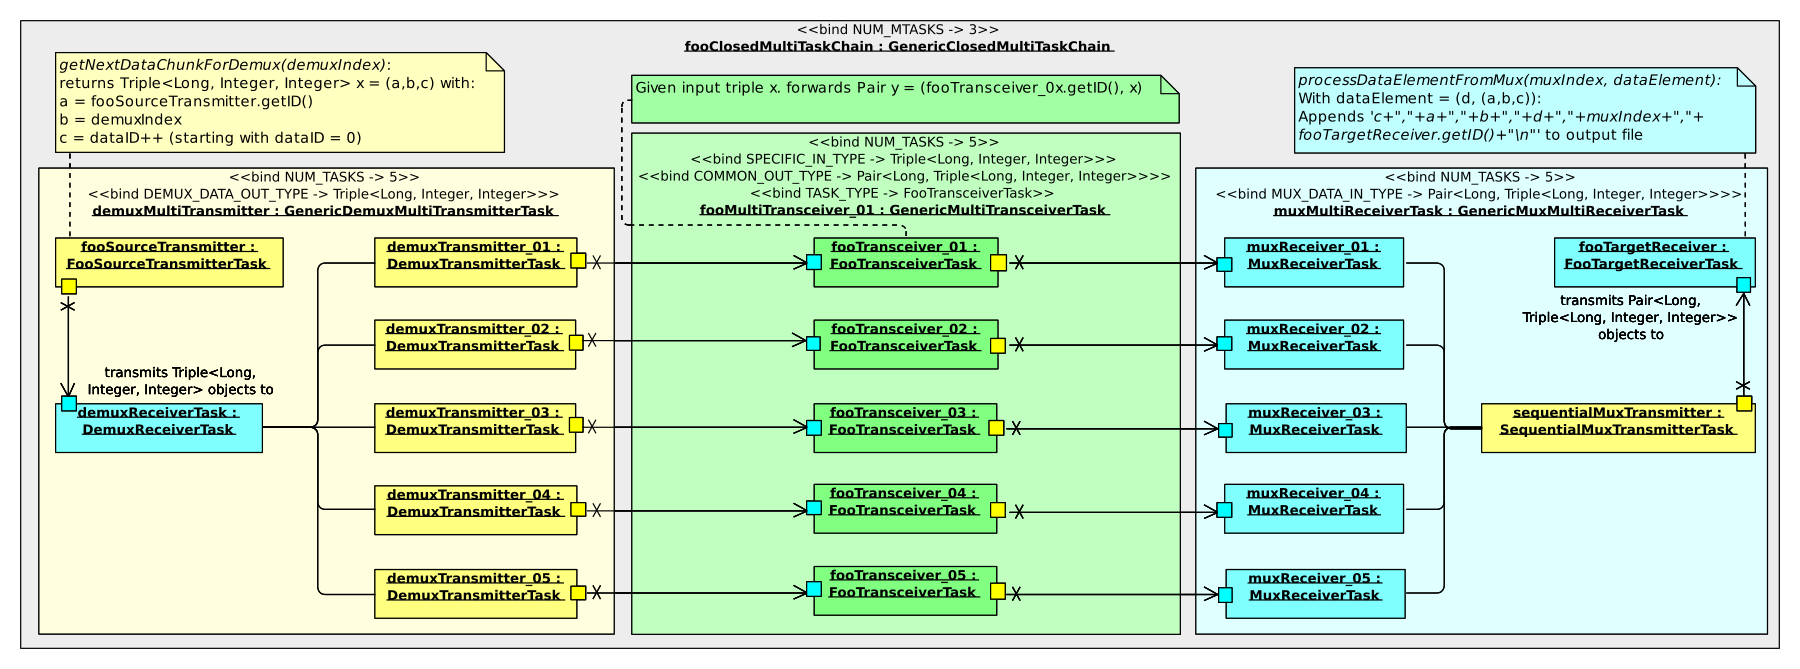 <<bind NUM_MTASKS -> 3>>
fooClosedMultiTaskChain : GenericClosedMultiTaskChain
getNextDataChunkForDemux(demuxIndex):
returns Triple<Long, Integer, Integer> x = (a,b,c) with:
a = fooSourceTransmitter.getID()
b = demuxIndex
c = dataID++ (starting with dataID = 0)
Given input triple x. forwards Pair y = (fooTransceiver_0x.getID(), x)
processDataElementFromMux(muxIndex, dataElement):
With dataElement = (d, (a,b,c)):
Appends 'c+","+a+","+b+","+d+","+muxIndex+","+
fooTargetReceiver.getID()+"\n"' to output file
<<bind NUM_TASKS -> 5>>
<<bind DEMUX_DATA_OUT_TYPE -> Triple<Long, Integer, Integer>>>
demuxMultiTransmitter : GenericDemuxMultiTransmitterTask
fooSourceTransmitter :
FooSourceTransmitterTask
transmits Triple<Long,
Integer, Integer> objects to
demuxReceiverTask :
DemuxReceiverTask
demuxTransmitter_01 :
DemuxTransmitterTask
demuxTransmitter_02 :
DemuxTransmitterTask
demuxTransmitter_03 :
DemuxTransmitterTask
demuxTransmitter_04 :
DemuxTransmitterTask
demuxTransmitter_05 :
DemuxTransmitterTask
<<bind NUM_TASKS -> 5>>
<<bind SPECIFIC_IN_TYPE -> Triple<Long, Integer, Integer>>>
<<bind COMMON_OUT_TYPE -> Pair<Long, Triple<Long, Integer, Integer>>>>
<<bind TASK_TYPE -> FooTransceiverTask>>
fooMultiTransceiver_01 : GenericMultiTransceiverTask
fooTransceiver_01 :
FooTransceiverTask
fooTransceiver_02 :
FooTransceiverTask
fooTransceiver_03 :
FooTransceiverTask
fooTransceiver_04 :
FooTransceiverTask
fooTransceiver_05 :
FooTransceiverTask
<<bind NUM_TASKS -> 5>>
<<bind MUX_DATA_IN_TYPE -> Pair<Long, Triple<Long, Integer, Integer>>>>
muxMultiReceiverTask : GenericMuxMultiReceiverTask
muxReceiver_01 :
MuxReceiverTask
muxReceiver_02 :
MuxReceiverTask
muxReceiver_03 :
MuxReceiverTask
muxReceiver_04 :
MuxReceiverTask
muxReceiver_05 :
MuxReceiverTask
fooTargetReceiver :
FooTargetReceiverTask
transmits Pair<Long,
Triple<Long, Integer, Integer>>
objects to
sequentialMuxTransmitter :
SequentialMuxTransmitterTask